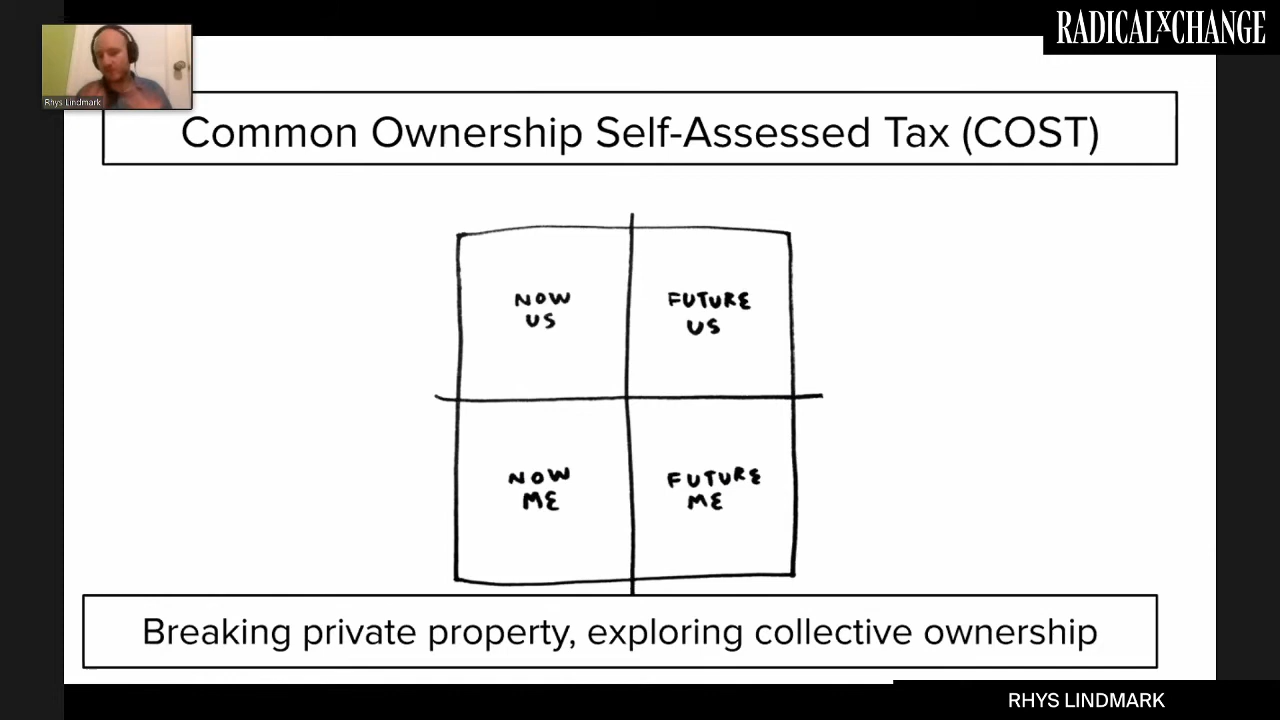 RADICALXCHANGE
Rhys Lindmark
Common Ownership Self-Assessed Tax (COST)
NOW
US
FUTURE
US
NOW
ME
FUTURE
ME
Breaking private property, exploring collective ownership
RHYS LINDMARK